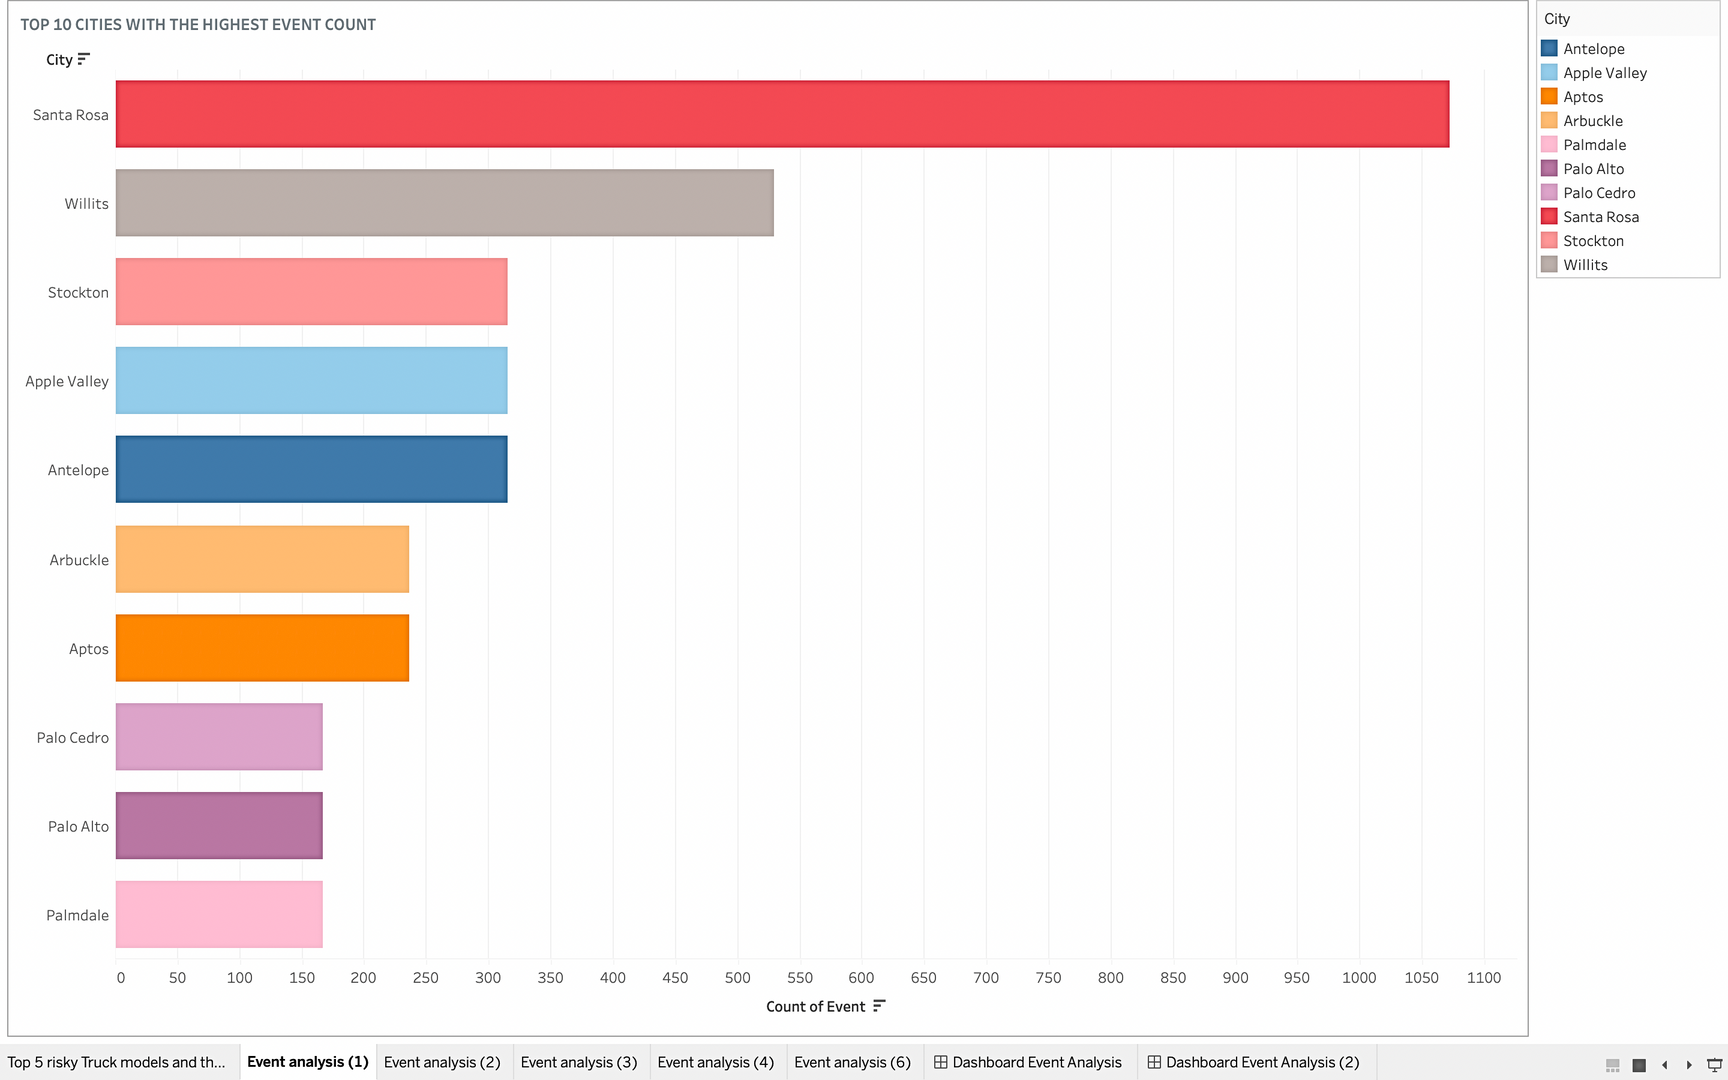 TOP 10 CITIES WITH THE HIGHEST EVENT COUNT
City
Santa Rosa
Willits
Stockton
Apple Valley
Antelope
Arbuckle
Aptos
Palo Cedro
Palo Alto
Palmdale
0 50 100 150 200 250 300 350 400 450 500 550 600 650 700 750 800 850 900 950 1000 1050 1100
Count of Event
City
Antelope
Apple Valley
Aptos
Arbuckle
Palmdale
Palo Alto
Palo Cedro
Santa Rosa
Stockton
Willits
Top 5 risky Truck models and th... Event analysis (1) Event analysis (2) Event analysis (3) Event analysis (4) Event analysis (6) Dashboard Event Analysis Dashboard Event Analysis (2)